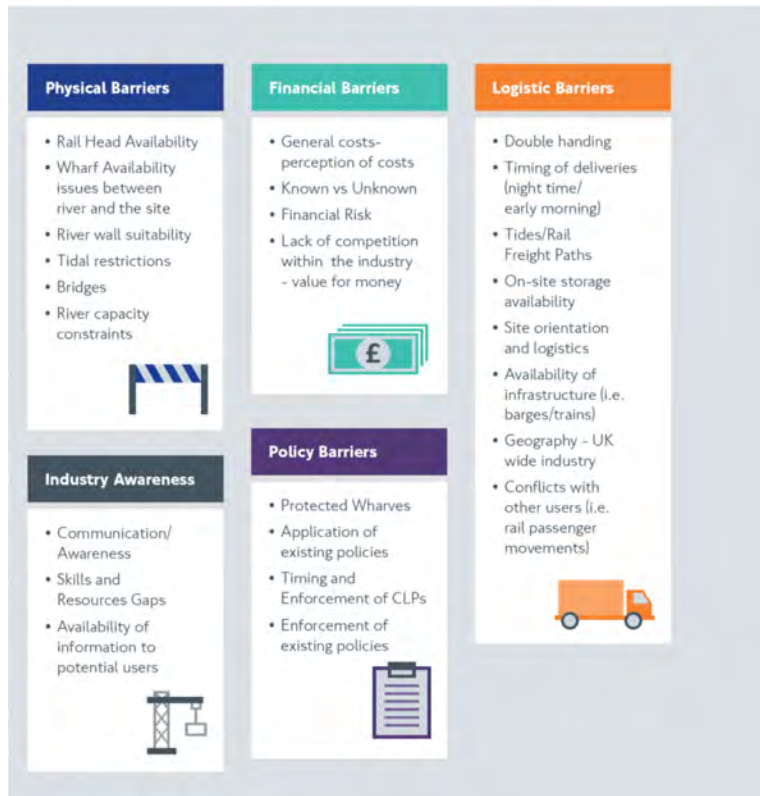 Physical Barriers
• Rail Head Availability
• Wharf Availability
issues between
river and the site
• River wall suitability
• Tidal restrictions
• Bridges
• River capacity
constraints
Financial Barriers
• General costs-
perception of costs
• Known vs Unknown
• Financial Risk
• Lack of competition
within the industry
- value for money
£
Logistic Barriers
• Double handing
• Timing of deliveries
(night time/
early morning)
• Tides/Rail
Freight Paths
• On-site storage
availability
• Site orientation
and logistics
• Availability of
infrastructure (i.e.
barges/trains)
• Geography - UK
wide industry
• Conflicts with
other users (i.e.
rail passenger
movements)
Industry Awareness
• Communication/
Awareness
• Skills and
Resources Gaps
• Availability of
information to
potential users
Policy Barriers
• Protected Wharves
• Application of
existing policies
• Timing and
Enforcement of CLPs
• Enforcement of
existing policies